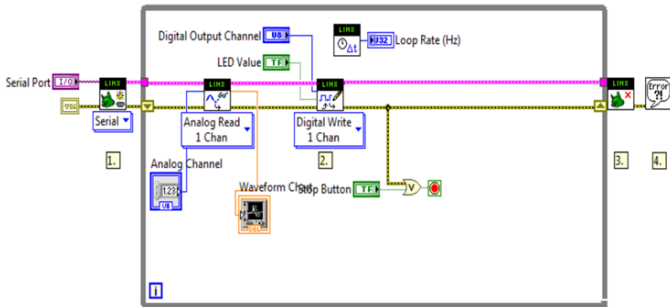 LINX
Digital Output Channel U8
U32 Loop Rate (Hz)
LED Value TF
Serial Port I/O
LINX
LINX
LINX
LINX
Serial
Analog Read
1 Chan
Digital Write
1 Chan
Error
?!
1.
2.
3.
4.
Analog Channel
123
U8
Waveform Chart
Stop Button TF
V
i